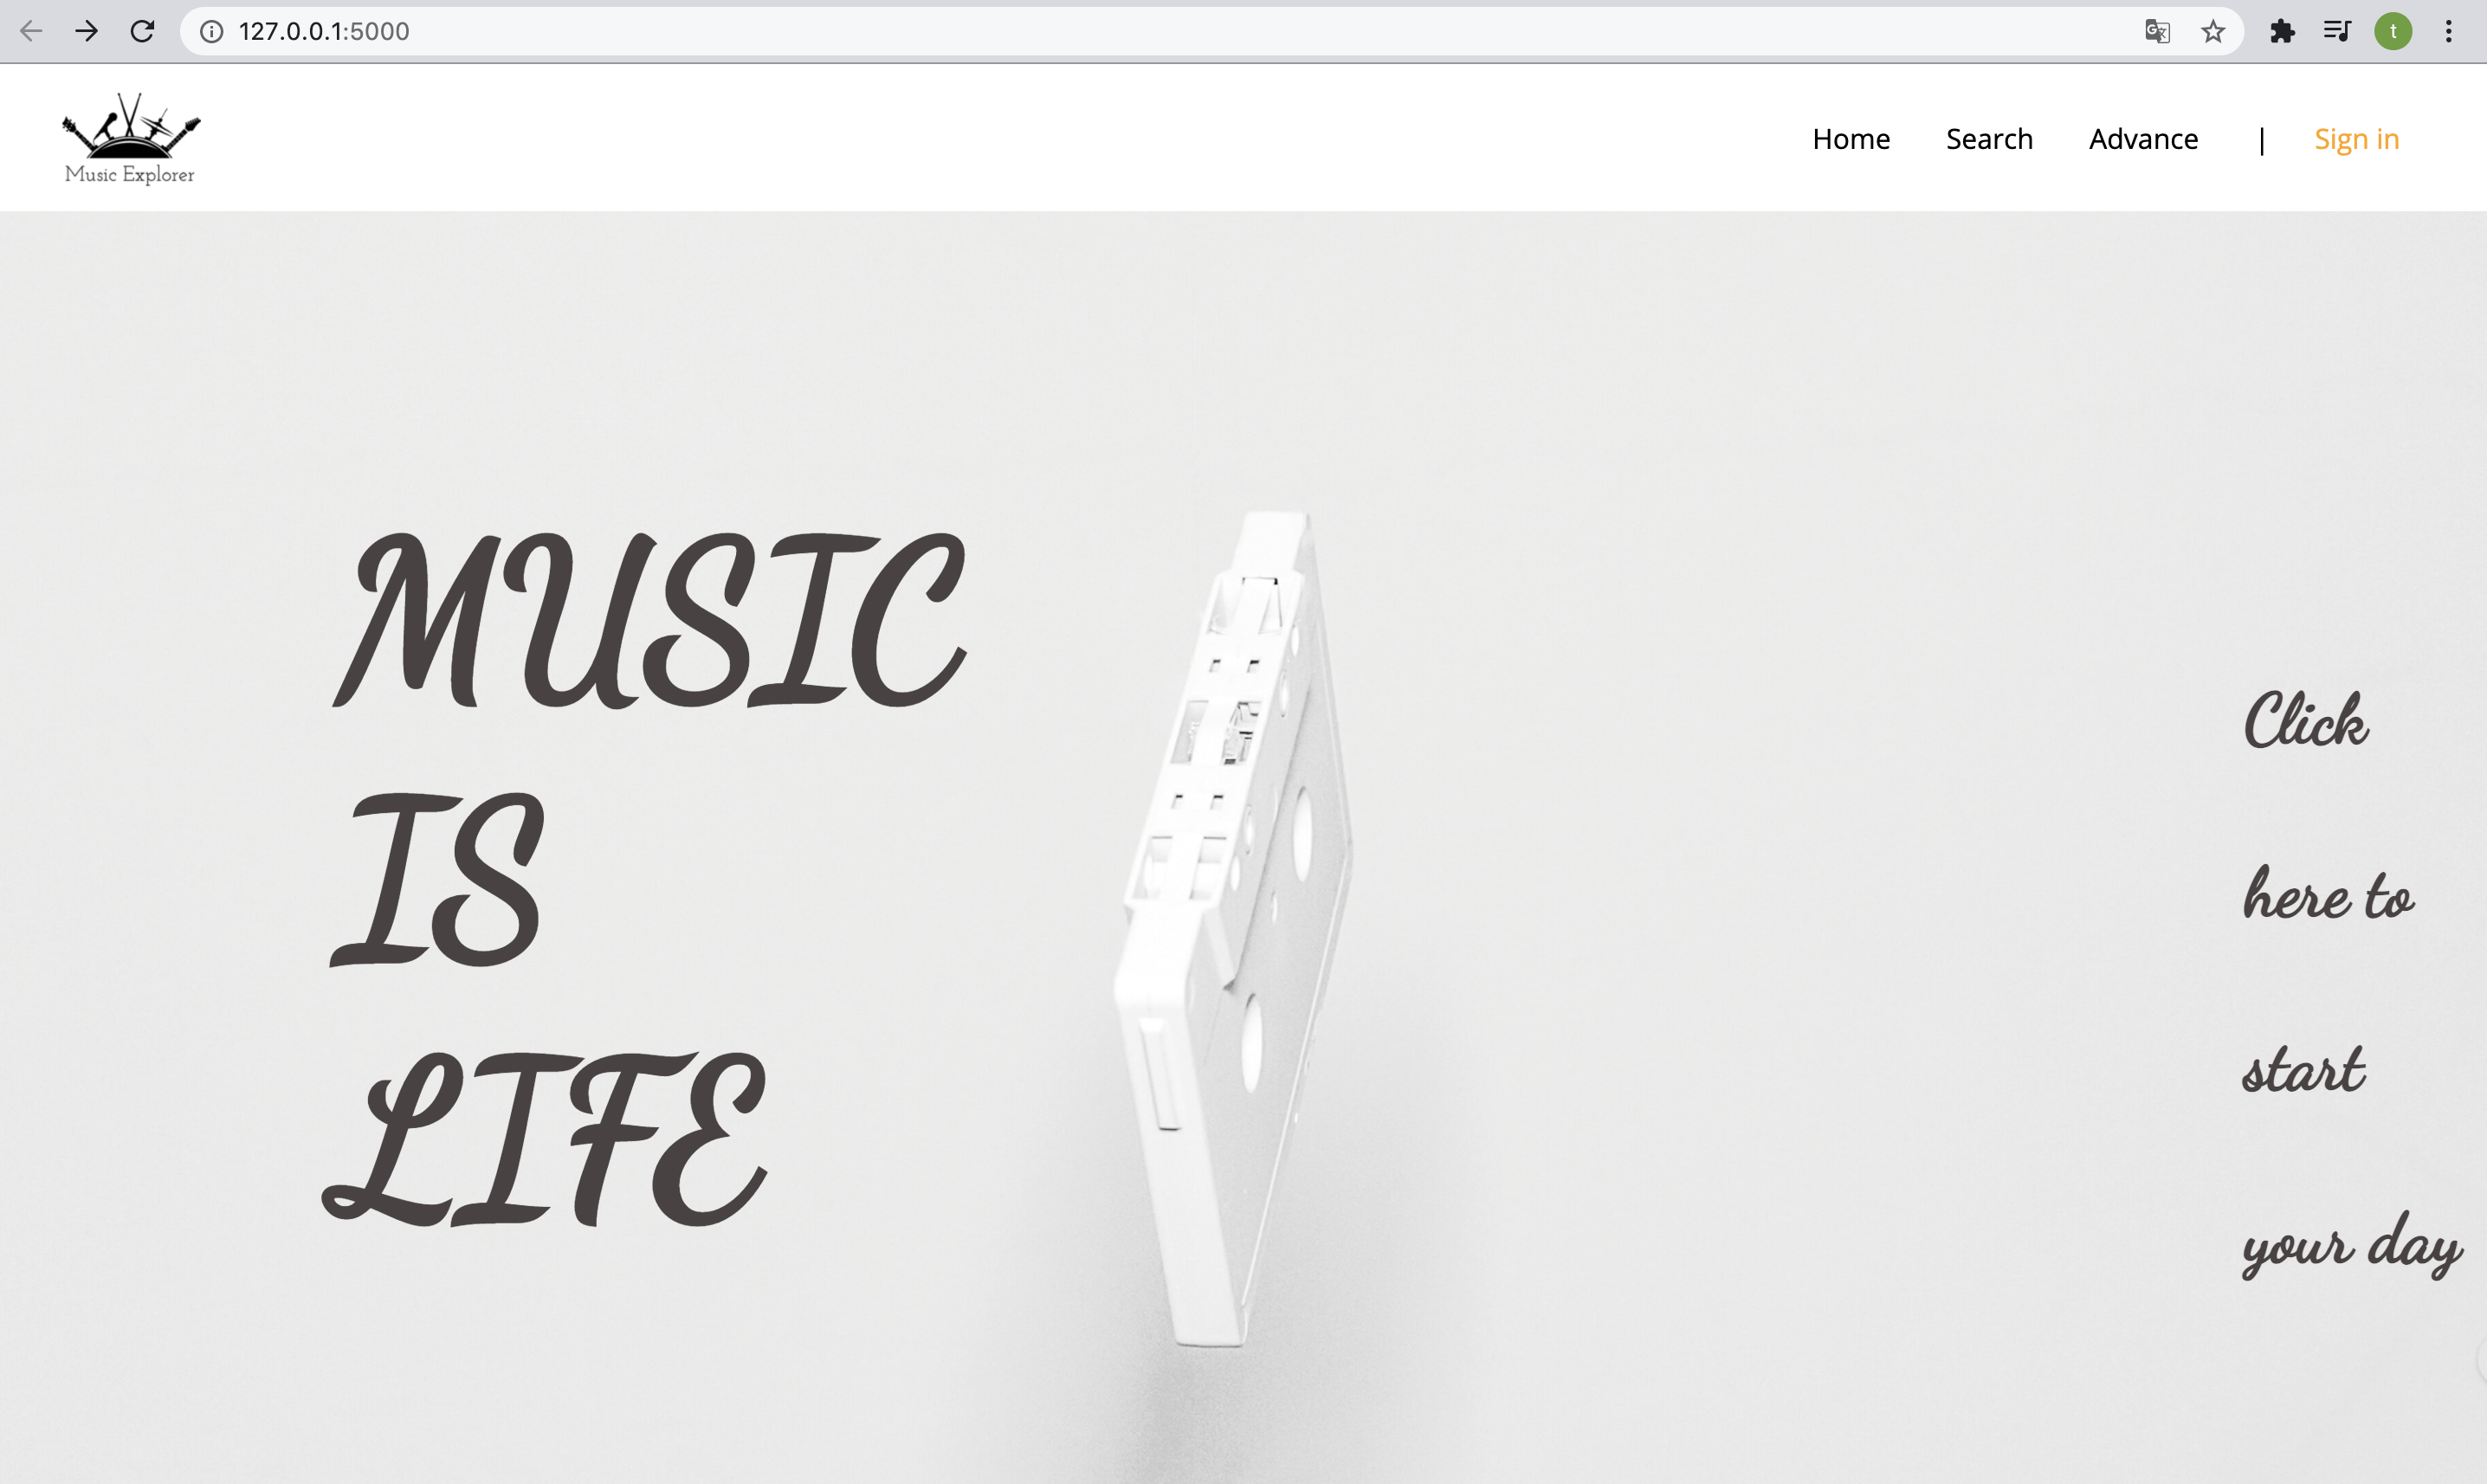 127.0.0.1:5000
t
Music Explorer
Home Search Advance | Sign in
MUSIC
IS
LIFE
Click
here to
start
your day